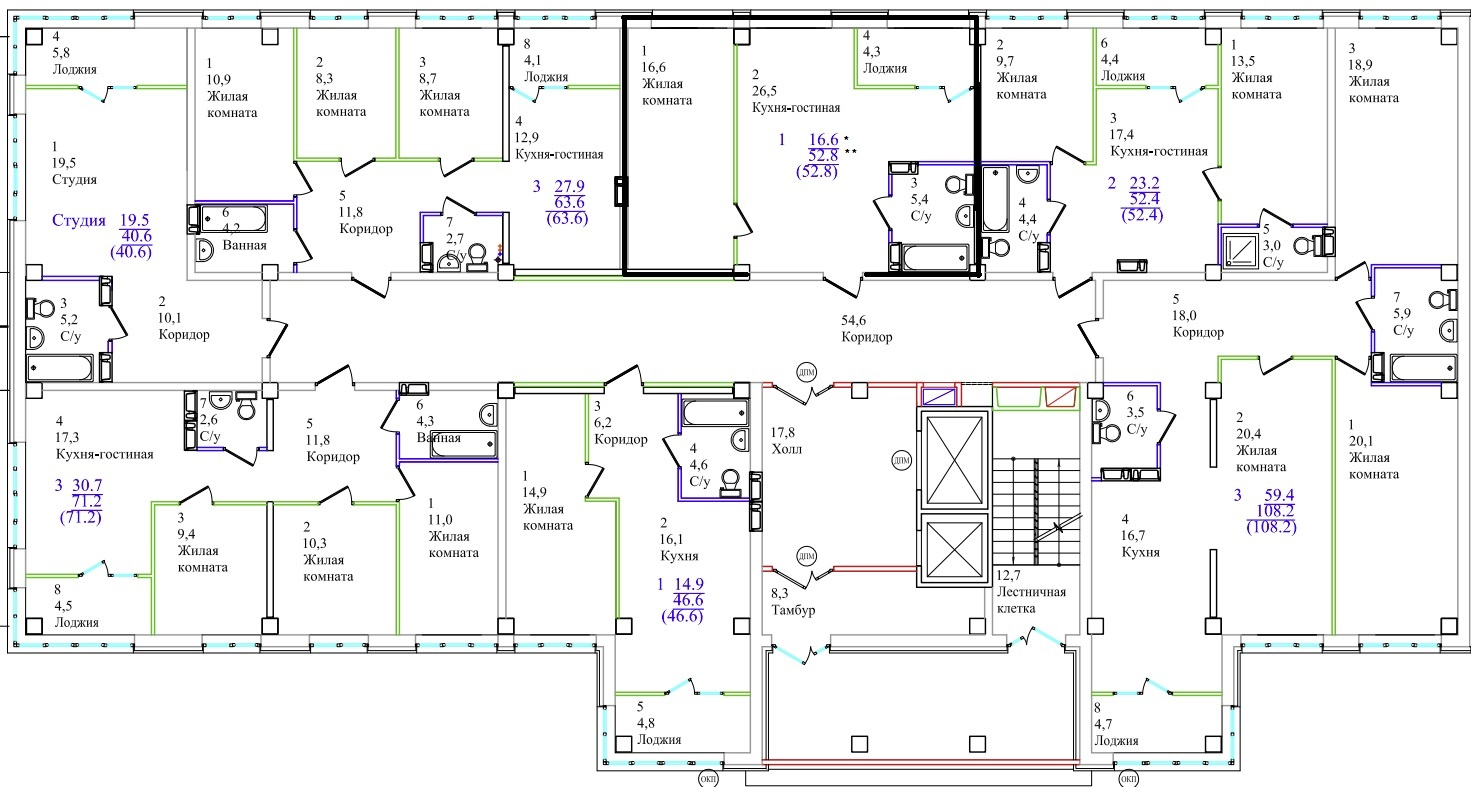 4
5,8
Лоджия
1
10,9
Жилая
комната
2
8,3
Жилая
комната
3
8,7
Жилая
комната
8
4,1
Лоджия
1
16,6
Жилая
комната
2
26,5
Кухня-гостиная
4
4,3
Лоджия
2
9,7
Жилая
комната
6
4,4
Лоджия
1
13,5
Жилая
комната
3
18,9
Жилая
комната
1
19,5
Студия
Студия 19.5
40.6
(40.6)
4
12,9
Кухня-гостиная
3 27.9
63.6
(63.6)
1 16.6 *
52.8 **
(52.8)
3
17,4
Кухня-гостиная
2 23.2
52.4
(52.4)
6
4,2
Ванная
5
11,8
Коридор
7
2,7
С/у
3
5,4
С/у
4
4,4
С/у
5
3,0
С/у
3
5,2
С/у
2
10,1
Коридор
54,6
Коридор
5
18,0
Коридор
7
5,9
С/у
ДПМ
4
17,3
Кухня-гостиная
3 30.7
71.2
(71.2)
7
2,6
С/у
5
11,8
Коридор
6
4,3
Ванная
3
6,2
Коридор
4
4,6
С/у
17,8
Холл
ДПМ
6
3,5
С/у
2
20,4
Жилая
комната
1
20,1
Жилая
комната
3
9,4
Жилая
комната
2
10,3
Жилая
комната
1
11,0
Жилая
комната
1
14,9
Жилая
комната
2
16,1
Кухня
1 14.9
46.6
(46.6)
ДПМ
8,3
Тамбур
12,7
Лестничная
клетка
4
16,7
Кухня
3 59.4
108.2
(108.2)
8
4,5
Лоджия
5
4,8
Лоджия
8
4,7
Лоджия
ОКП
ОКП